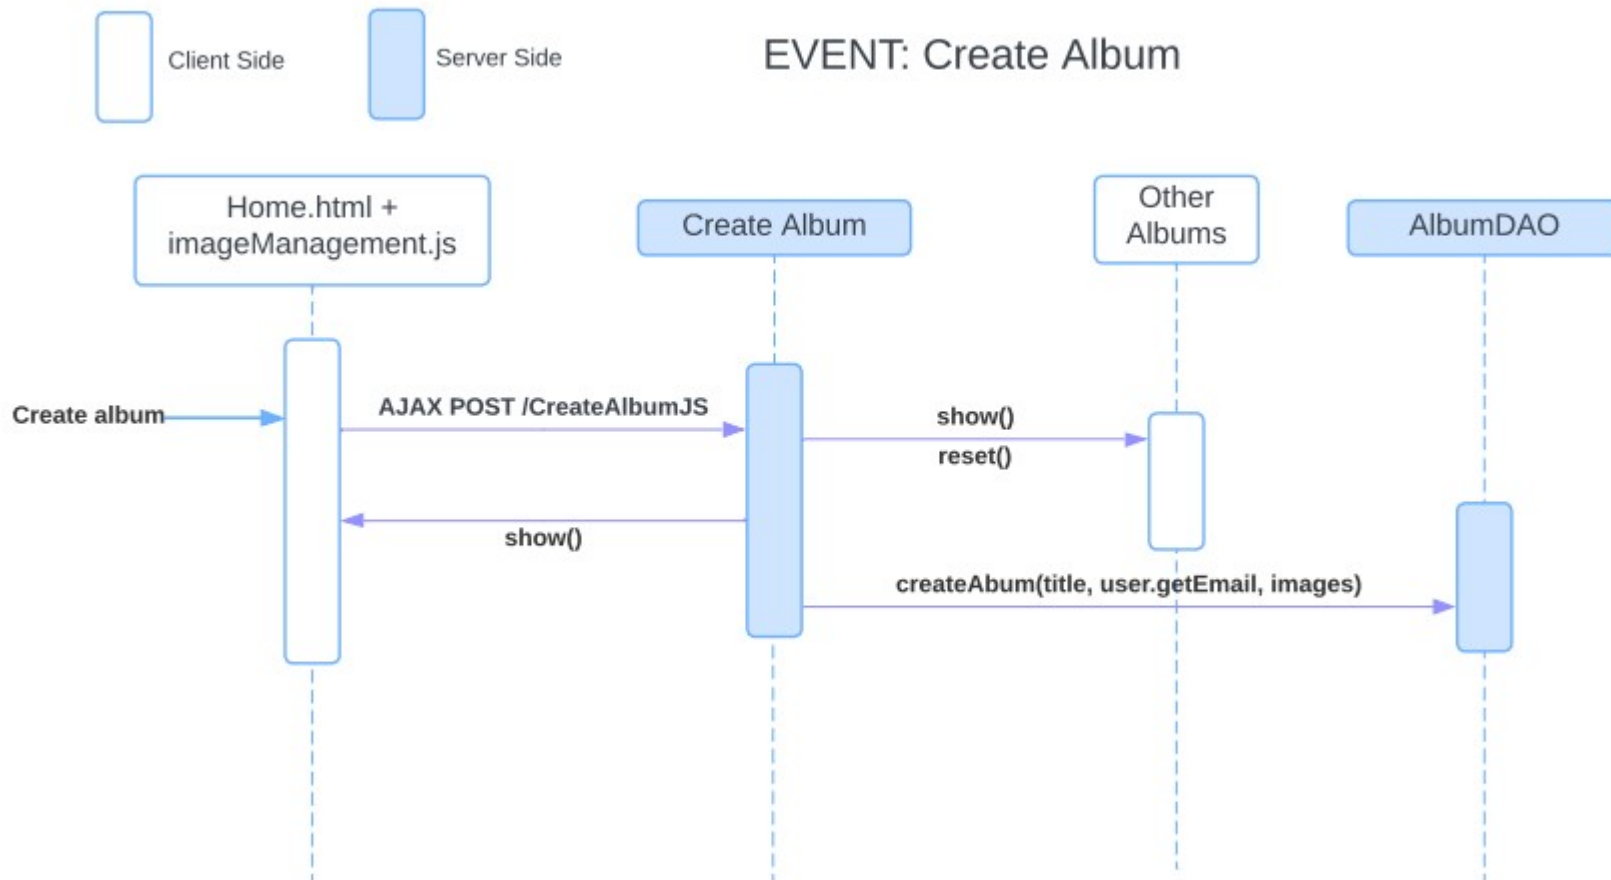 Client Side
Server Side
EVENT: Create Album
Home.html +
imageManagement.js
Create Album
Other
Albums
AlbumDAO
Create album
AJAX POST /CreateAlbumJS
show()
reset()
show()
createAbum(title, user.getEmail, images)